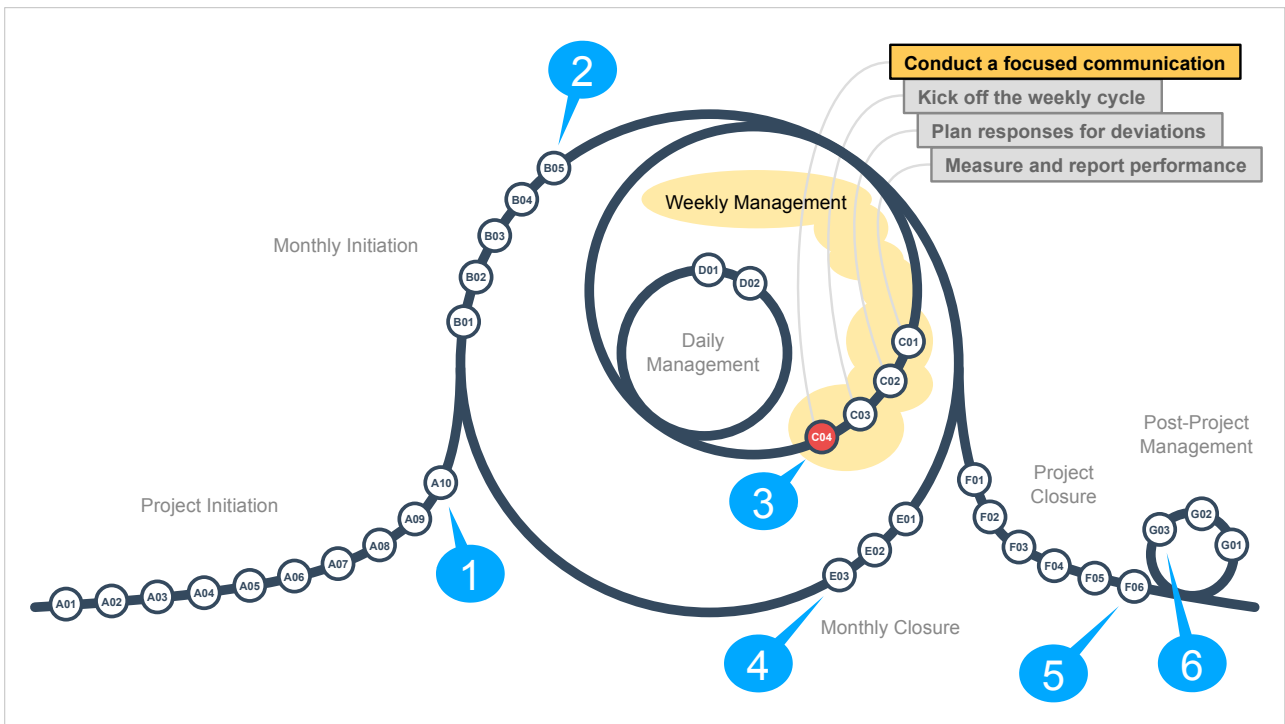 Conduct a focused communication
Kick off the weekly cycle
Plan responses for deviations
Measure and report performance
2
B05
B04
B03
B02
B01
Monthly Initiation
Weekly Management
D01
D02
Daily
Management
C01
C02
C03
C04
3
Project Initiation
A01
A02
A03
A04
A05
A06
A07
A08
A09
A10
1
E01
E02
E03
4
Monthly Closure
F01
F02
F03
F04
F05
F06
Project
Closure
5
Post-Project
Management
G03
G02
G01
6